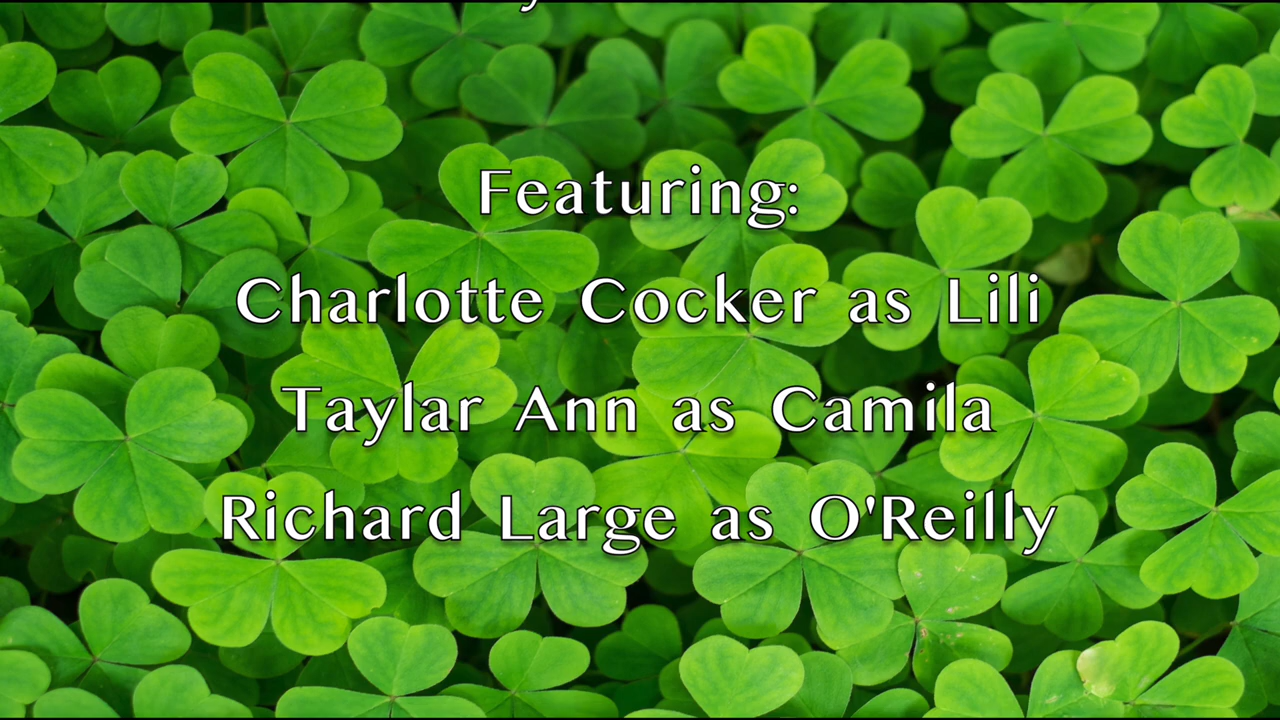 Featuring:
Charlotte Cocker as Lili
Taylar Ann as Camila
Richard Large as O'Reilly